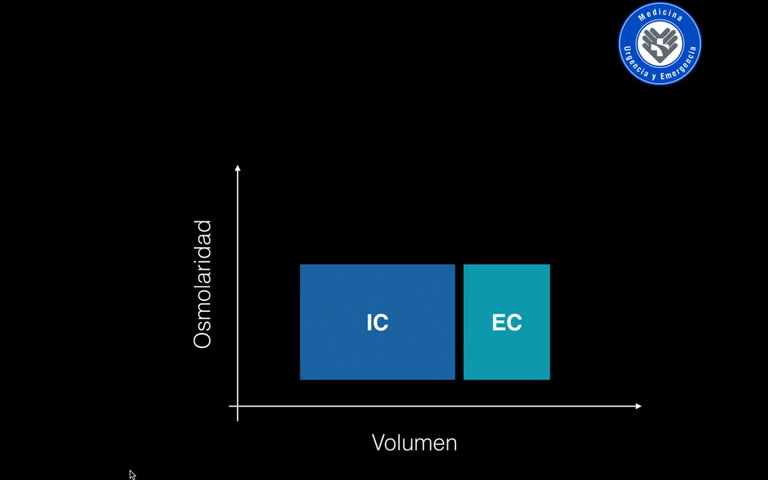 Medicina
Urgencia y Emergencia
Osmolaridad
IC
EC
Volumen